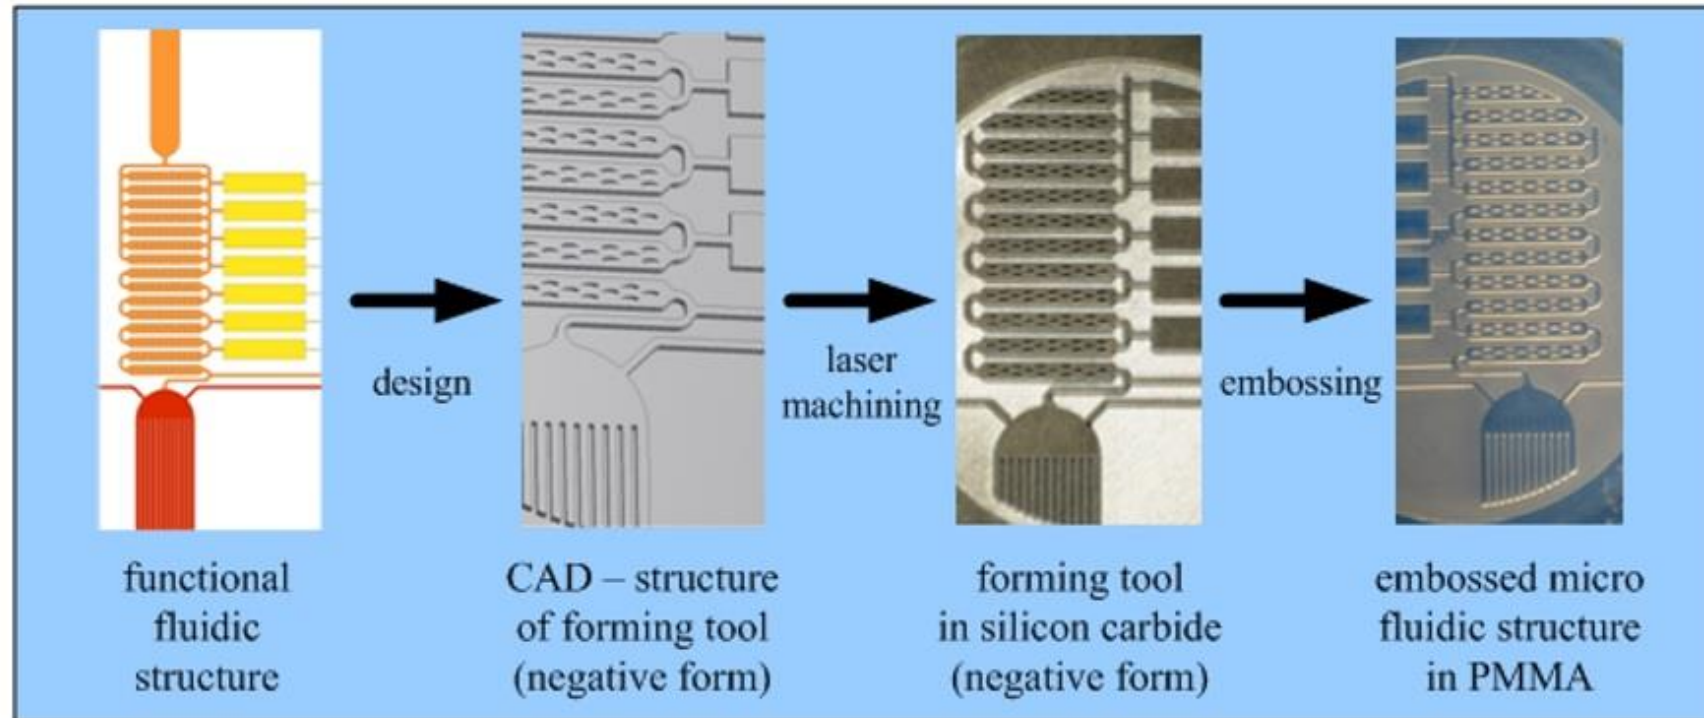 design
laser
machining
embossing
functional
fluidic
structure
CAD – structure
of forming tool
(negative form)
forming tool
in silicon carbide
(negative form)
embossed micro
fluidic structure
in PMMA